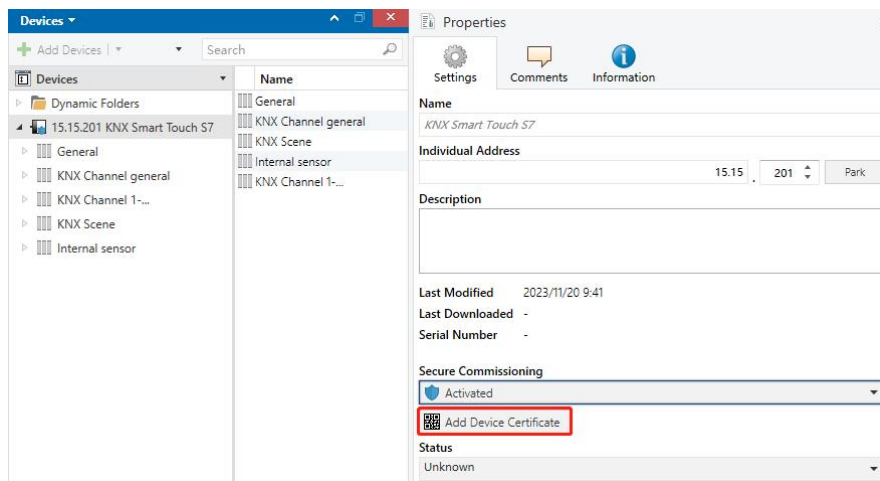 Devices
Add Devices
Search
Devices
Dynamic Folders
15.15.201 KNX Smart Touch S7
General
KNX Channel general
KNX Channel 1-...
KNX Scene
Internal sensor
Name
General
KNX Channel general
KNX Scene
Internal sensor
KNX Channel 1-...
Properties
Settings
Comments
Information
Name
KNX Smart Touch S7
Individual Address
15.15 . 201 Park
Description
Last Modified 2023/11/20 9:41
Last Downloaded -
Serial Number -
Secure Commissioning
Activated
Add Device Certificate
Status
Unknown